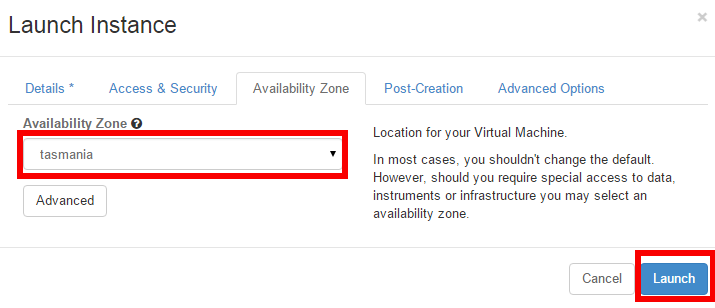 Launch Instance
×
Details * Access & Security Availability Zone Post-Creation Advanced Options
Availability Zone ?
tasmania
Advanced
Location for your Virtual Machine.
In most cases, you shouldn't change the default.
However, should you require special access to data,
instruments or infrastructure you may select an
availability zone.
Cancel Launch